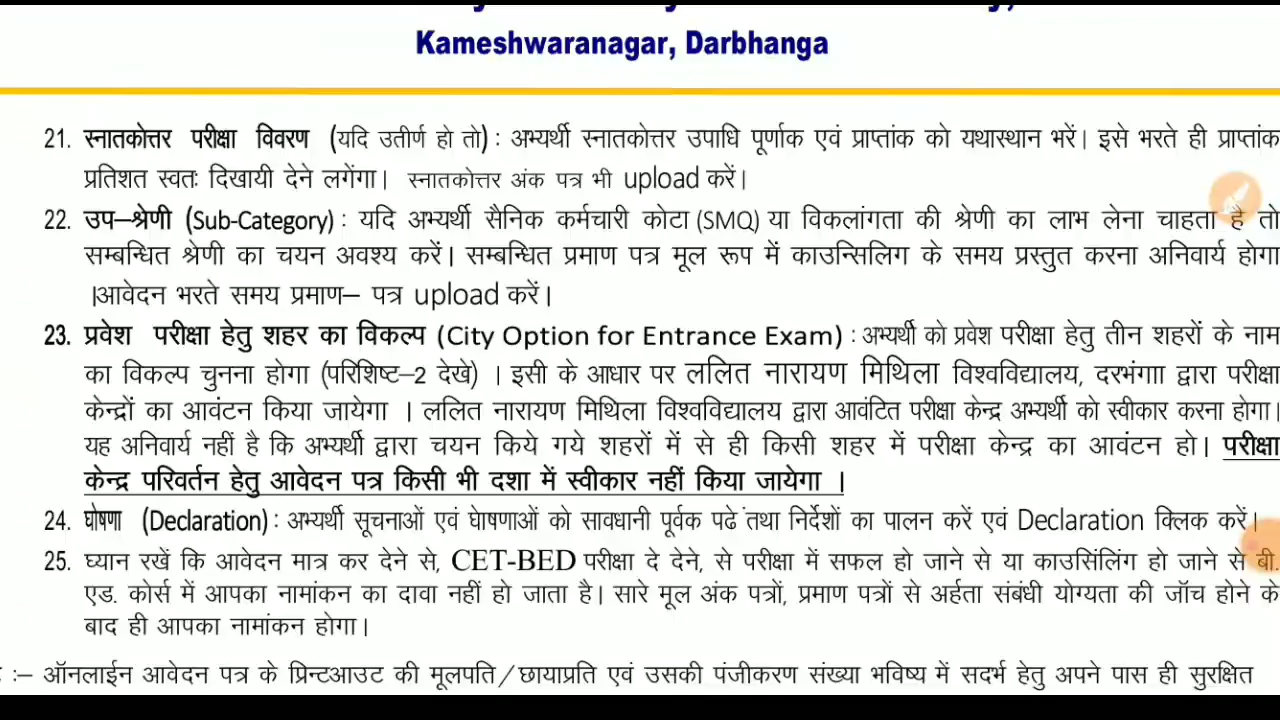 Kameshwaranagar, Darbhanga
21. स्नातकोत्तर परीक्षा विवरण (यदि उतीर्ण हो तो) : अभ्यर्थी स्नातकोत्तर उपाधि पूर्णाक एवं प्राप्तांक को यथास्थान भरें। इसे भरते ही प्राप्तांक
प्रतिशत स्वतः दिखायी देने लगेंगा। स्नातकोत्तर अंक पत्र भी upload करें।
22. उप–श्रेणी (Sub-Category) : यदि अभ्यर्थी सैनिक कर्मचारी कोटा (SMQ) या विकलांगता की श्रेणी का लाभ लेना चाहता है तो
सम्बन्धित श्रेणी का चयन अवश्य करें। सम्बन्धित प्रमाण पत्र मूल रूप में काउन्सिलिग के समय प्रस्तुत करना अनिवार्य होगा
।आवेदन भरते समय प्रमाण– पत्र upload करें।
23. प्रवेश परीक्षा हेतु शहर का विकल्प (City Option for Entrance Exam) : अभ्यर्थी को प्रवेश परीक्षा हेतु तीन शहरों के नाम
का विकल्प चुनना होगा (परिशिष्ट–2 देखे) । इसी के आधार पर ललित नारायण मिथिला विश्वविद्यालय, दरभंगाा द्वारा परीक्षा
केन्द्रों का आवंटन किया जायेगा । ललित नारायण मिथिला विश्वविद्यालय द्वारा आवंटित परीक्षा केन्द्र अभ्यर्थी को स्वीकार करना होगा।
यह अनिवार्य नहीं है कि अभ्यर्थी द्वारा चयन किये गये शहरों में से ही किसी शहर में परीक्षा केन्द्र का आवंटन हो। परीक्षा
केन्द्र परिवर्तन हेतु आवेदन पत्र किसी भी दशा में स्वीकार नहीं किया जायेगा ।
24. घोषणा (Declaration) : अभ्यर्थी सूचनाओं एवं घेाषणाओं को सावधानी पूर्वक पढे तथा निर्देशों का पालन करें एवं Declaration क्लिक करें।
25. घ्यान रखें कि आवेदन मात्र कर देने से, CET-BED परीक्षा दे देने, से परीक्षा में सफल हो जाने से या काउसिंलिंग हो जाने से बी.
एड. कोर्स में आपका नामांकन का दावा नहीं हो जाता है। सारे मूल अंक पत्रों, प्रमाण पत्रों से अर्हता संबंधी योग्यता की जॉच होने के
बाद ही आपका नामांकन होगा।
:– ऑनलाईन आवेदन पत्र के प्रिन्टआउट की मूलपति/छायाप्रति एवं उसकी पंजीकरण संख्या भविष्य में सदर्भ हेतु अपने पास ही सुरक्षित